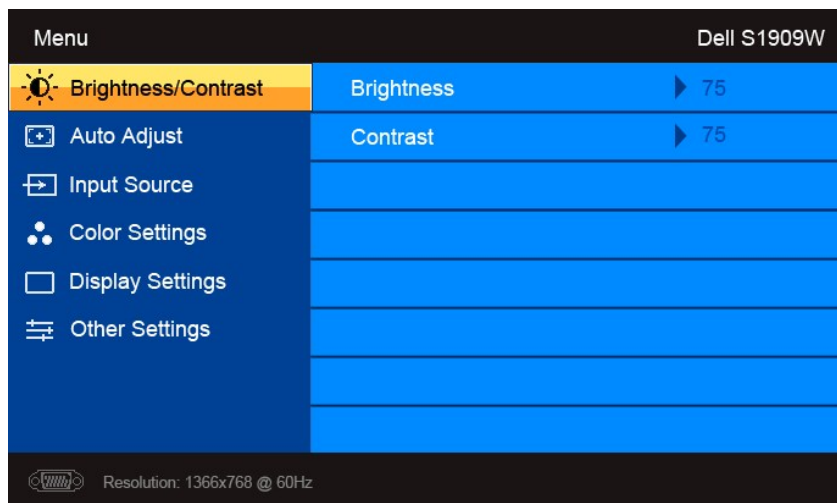 Menu Dell S1909W
Brightness/Contrast Brightness 75
Auto Adjust Contrast 75
Input Source
Color Settings
Display Settings
Other Settings
Resolution: 1366x768 @ 60Hz